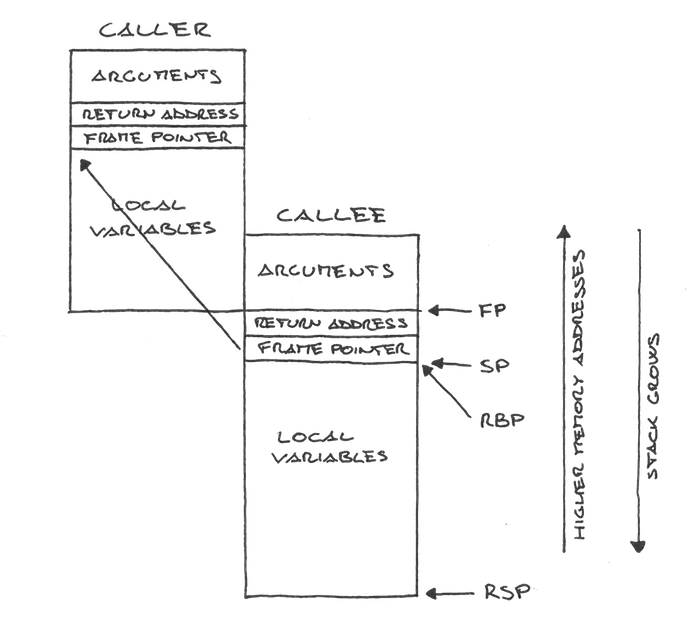 CALLER
ARGUMENTS
RETURN ADDRESS
FRAME POINTER
LOCAL
VARIABLES
CALLEE
ARGUMENTS
RETURN ADDRESS
FRAME POINTER
LOCAL
VARIABLES
FP
SP
RBP
RSP
HIGHER MEMORY ADDRESSES
STACK GROWS